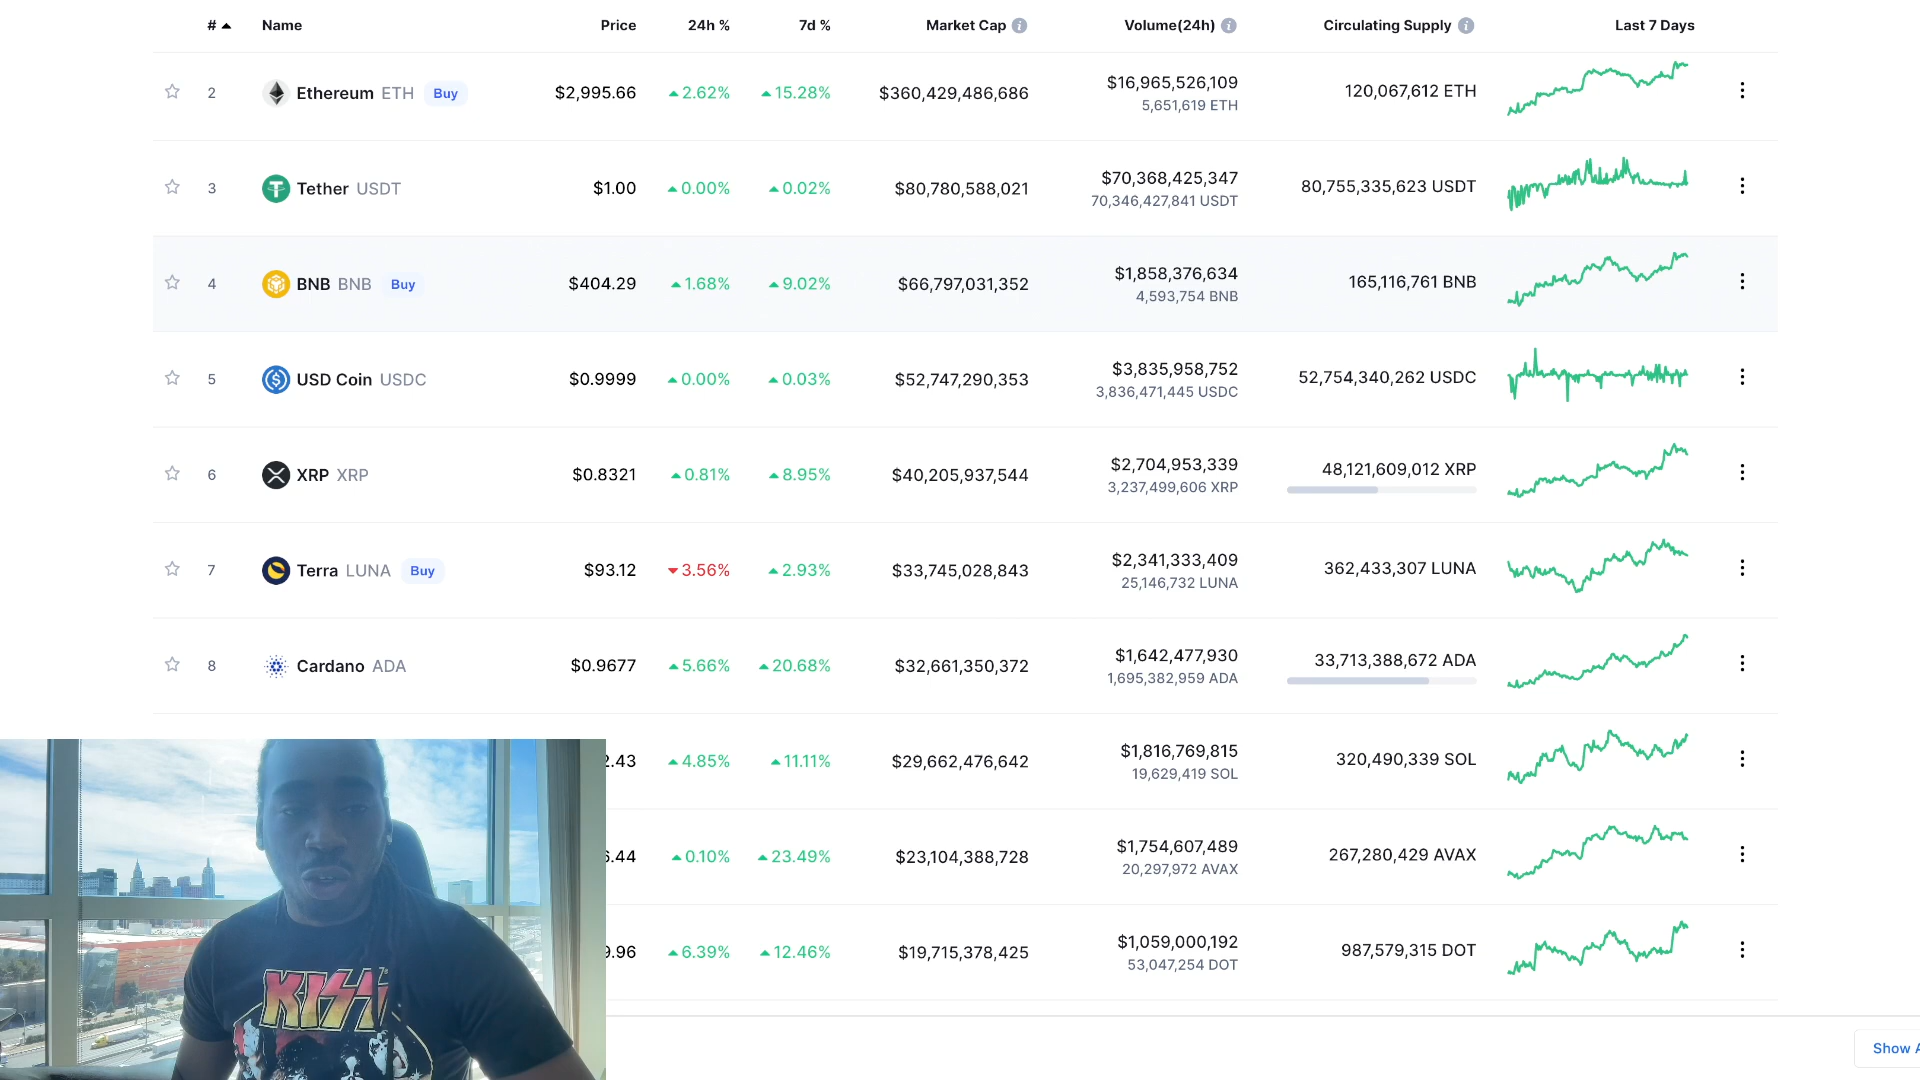 # Name Price 24h % 7d % Market Cap Volume(24h) Circulating Supply Last 7 Days
2 Ethereum ETH Buy $2,995.66 2.62% 15.28% $360,429,486,686 $16,965,526,109 120,067,612 ETH
5,651,619 ETH
3 Tether USDT $1.00 0.00% 0.02% $80,780,588,021 $70,368,425,347 80,755,335,623 USDT
70,346,427,841 USDT
4 BNB BNB Buy $404.29 1.68% 9.02% $66,797,031,352 $1,858,376,634 165,116,761 BNB
4,593,754 BNB
5 USD Coin USDC $0.9999 0.00% 0.03% $52,747,290,353 $3,835,958,752 52,754,340,262 USDC
3,836,471,445 USDC
6 XRP XRP $0.8321 0.81% 8.95% $40,205,937,544 $2,704,953,339 48,121,609,012 XRP
3,237,499,606 XRP
7 Terra LUNA Buy $93.12 3.56% 2.93% $33,745,028,843 $2,341,333,409 362,433,307 LUNA
25,146,732 LUNA
8 Cardano ADA $0.9677 5.66% 20.68% $32,661,350,372 $1,642,477,930 33,713,388,672 ADA
1,695,382,959 ADA
2.43 4.85% 11.11% $29,662,476,642 $1,816,769,815 320,490,339 SOL
19,629,419 SOL
6.44 0.10% 23.49% $23,104,388,728 $1,754,607,489 267,280,429 AVAX
20,297,972 AVAX
9.96 6.39% 12.46% $19,715,378,425 $1,059,000,192 987,579,315 DOT
53,047,254 DOT
KISS
Show A